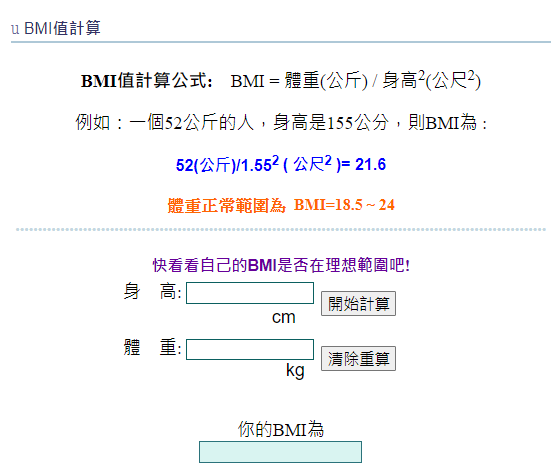 u BMI值計算
BMI值計算公式: BMI = 體重(公斤) / 身高²(公尺²)
例如：一個52公斤的人，身高是155公分，則BMI為 :
52(公斤)/1.55² ( 公尺² )= 21.6
體重正常範圍為 BMI=18.5 ~ 24
快看看自己的BMI是否在理想範圍吧!
身 高: 開始計算
cm
體 重: 清除重算
kg
你的BMI為